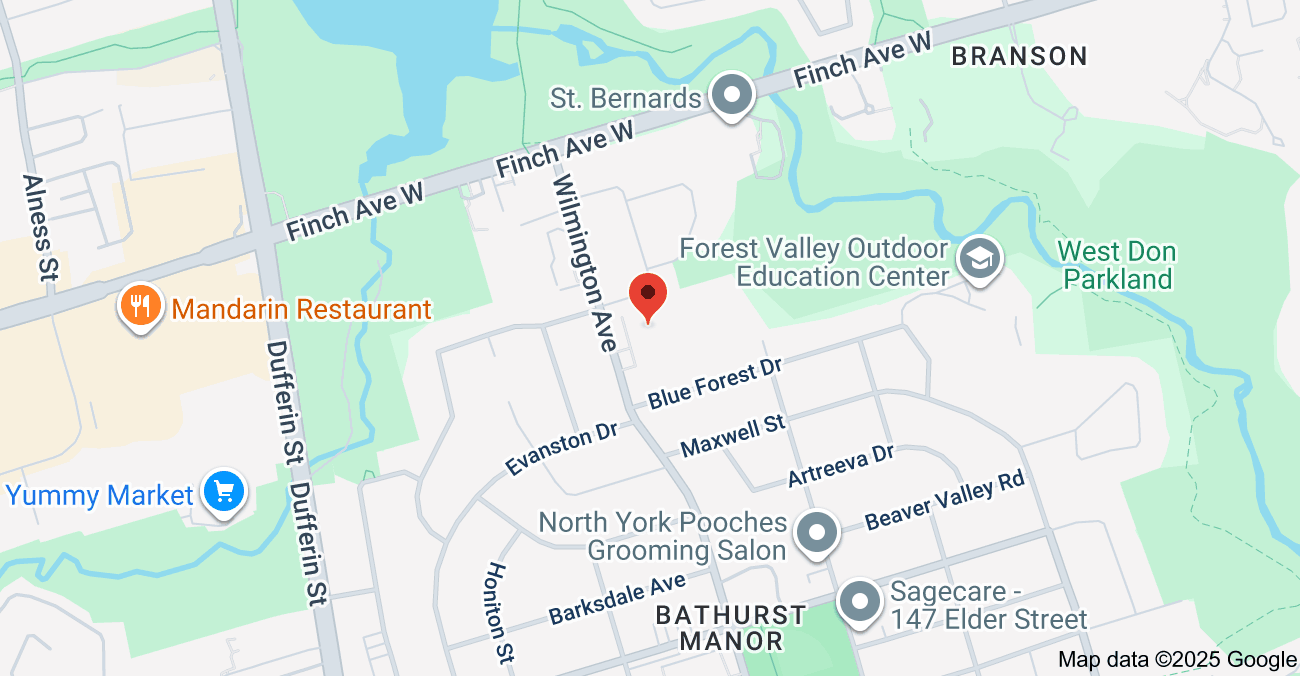 BRANSON
Finch Ave W
St. Bernards
Finch Ave W
Alness St
Finch Ave W
Wilmington Ave
Forest Valley Outdoor
Education Center
West Don
Parkland
Mandarin Restaurant
Dufferin St
Blue Forest Dr
Evanston Dr
Maxwell St
Artreeva Dr
Yummy Market
Dufferin St
Beaver Valley Rd
North York Pooches
Grooming Salon
Honiton St
Barksdale Ave
Sagecare -
147 Elder Street
BATHURST
MANOR
Map data ©2025 Google